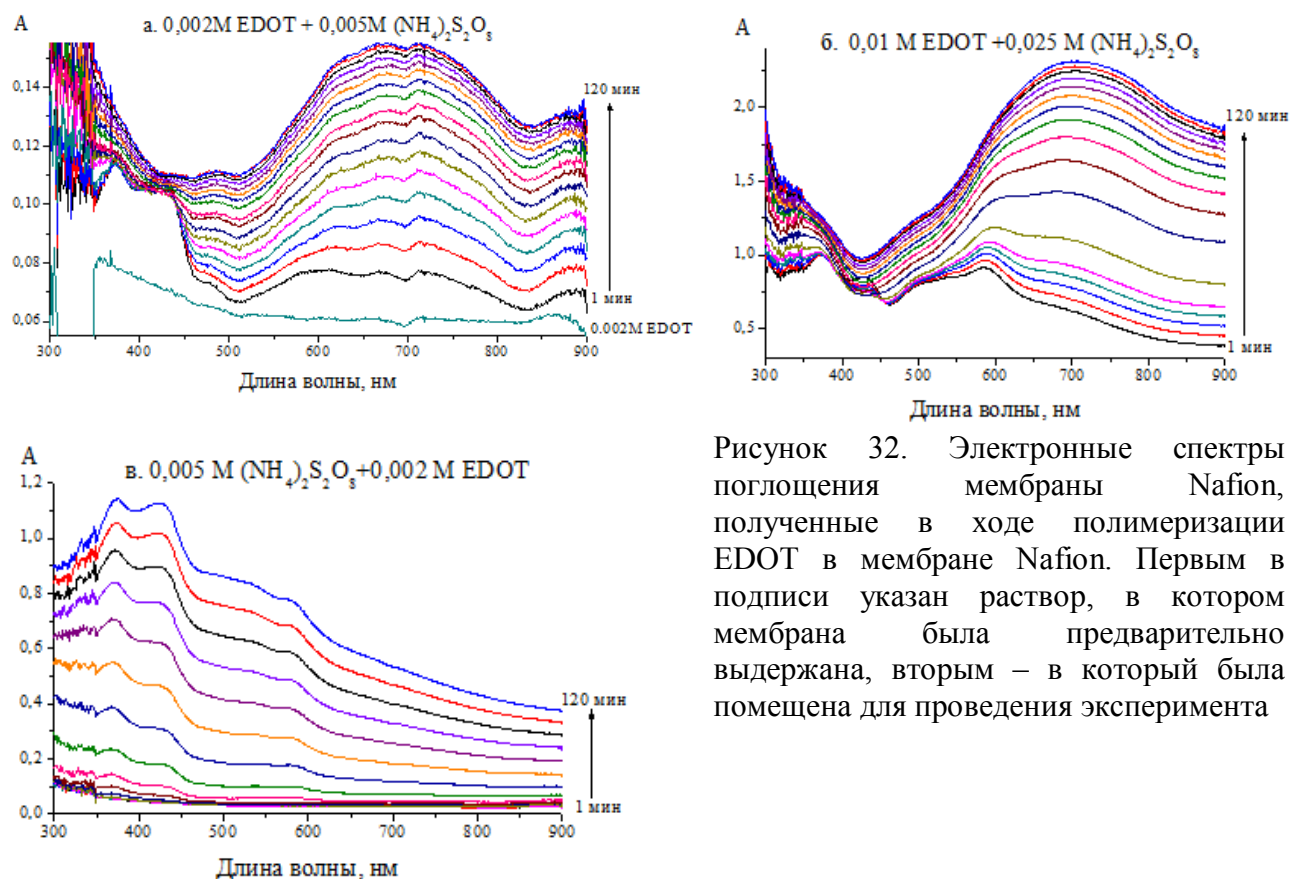 A
а. 0,002M EDOT + 0,005M (NH₄)₂S₂O₈
0,14
0,12
0,10
0,08
0,06
120 мин
1 мин
0.002M EDOT
300 400 500 600 700 800 900
Длина волны, нм
A
б. 0,01 M EDOT +0,025 M (NH₄)₂S₂O₈
2.0
1.5
1.0
0,5
120 мин
1 мин
300 400 500 600 700 800 900
Длина волны, нм
A
в. 0,005 M (NH₄)₂S₂O₈+0,002 M EDOT
1,2
1,0
0,8
0,6
0,4
0,2
0,0
120 мин
1 мин
300 400 500 600 700 800 900
Длина волны, нм
Рисунок 32. Электронные спектры
поглощения мембраны Nafion,
полученные в ходе полимеризации
EDOT в мембране Nafion. Первым в
подписи указан раствор, в котором
мембрана была предварительно
выдержана, вторым – в который была
помещена для проведения эксперимента